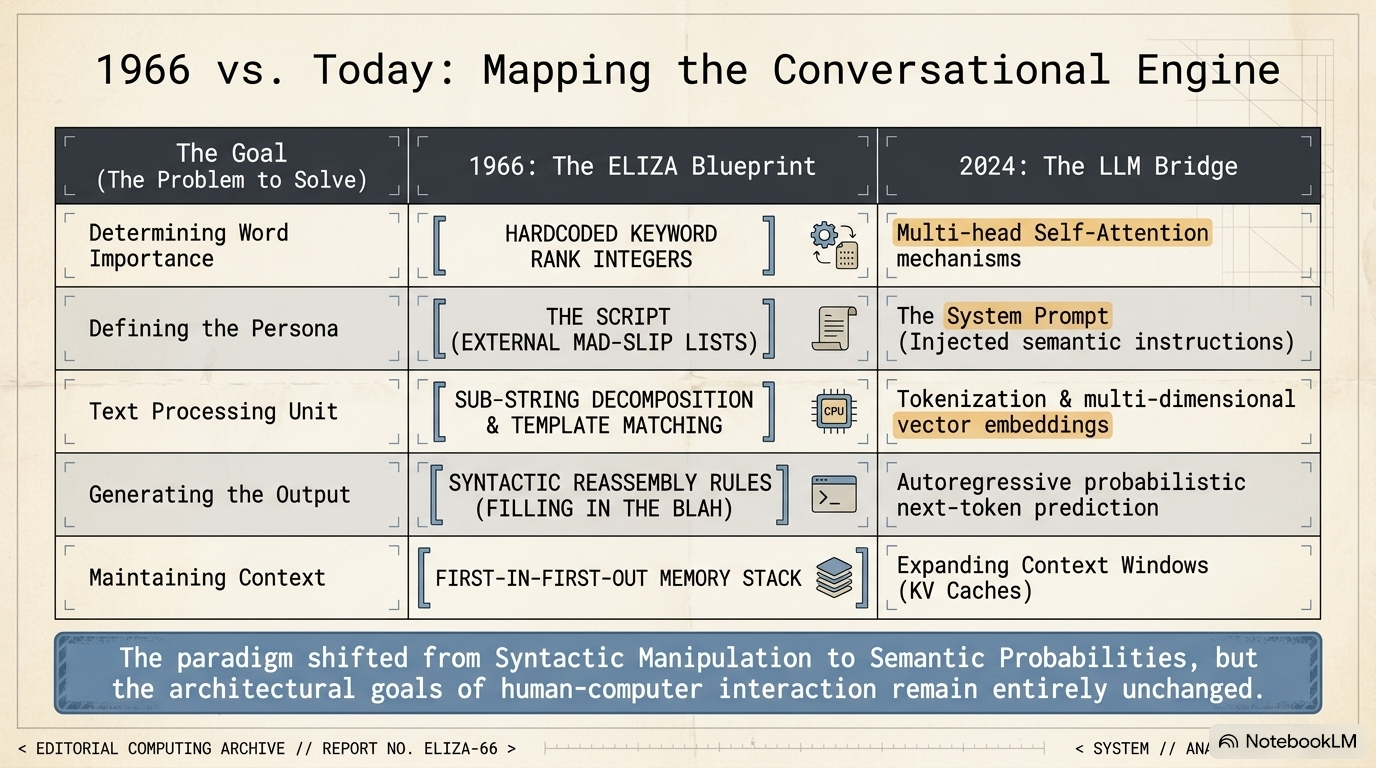 1966 vs. Today: Mapping the Conversational Engine
The Goal
(The Problem to Solve)
1966: The ELIZA Blueprint
2024: The LLM Bridge
Determining Word
Importance
HARDCODED KEYWORD
RANK INTEGERS
Multi-head Self-Attention
mechanisms
Defining the Persona
THE SCRIPT
(EXTERNAL MAD-SLIP LISTS)
The System Prompt
(Injected semantic instructions)
Text Processing Unit
SUB-STRING DECOMPOSITION
& TEMPLATE MATCHING
CPU
Tokenization & multi-dimensional
vector embeddings
Generating the Output
SYNTACTIC REASSEMBLY RULES
(FILLING IN THE BLAH)
>_
Autoregressive probabilistic
next-token prediction
Maintaining Context
FIRST-IN-FIRST-OUT MEMORY STACK
Expanding Context Windows
(KV Caches)
The paradigm shifted from Syntactic Manipulation to Semantic Probabilities, but
the architectural goals of human-computer interaction remain entirely unchanged.
< EDITORIAL COMPUTING ARCHIVE // REPORT NO. ELIZA-66 >
< SYSTEM //
NotebookLM